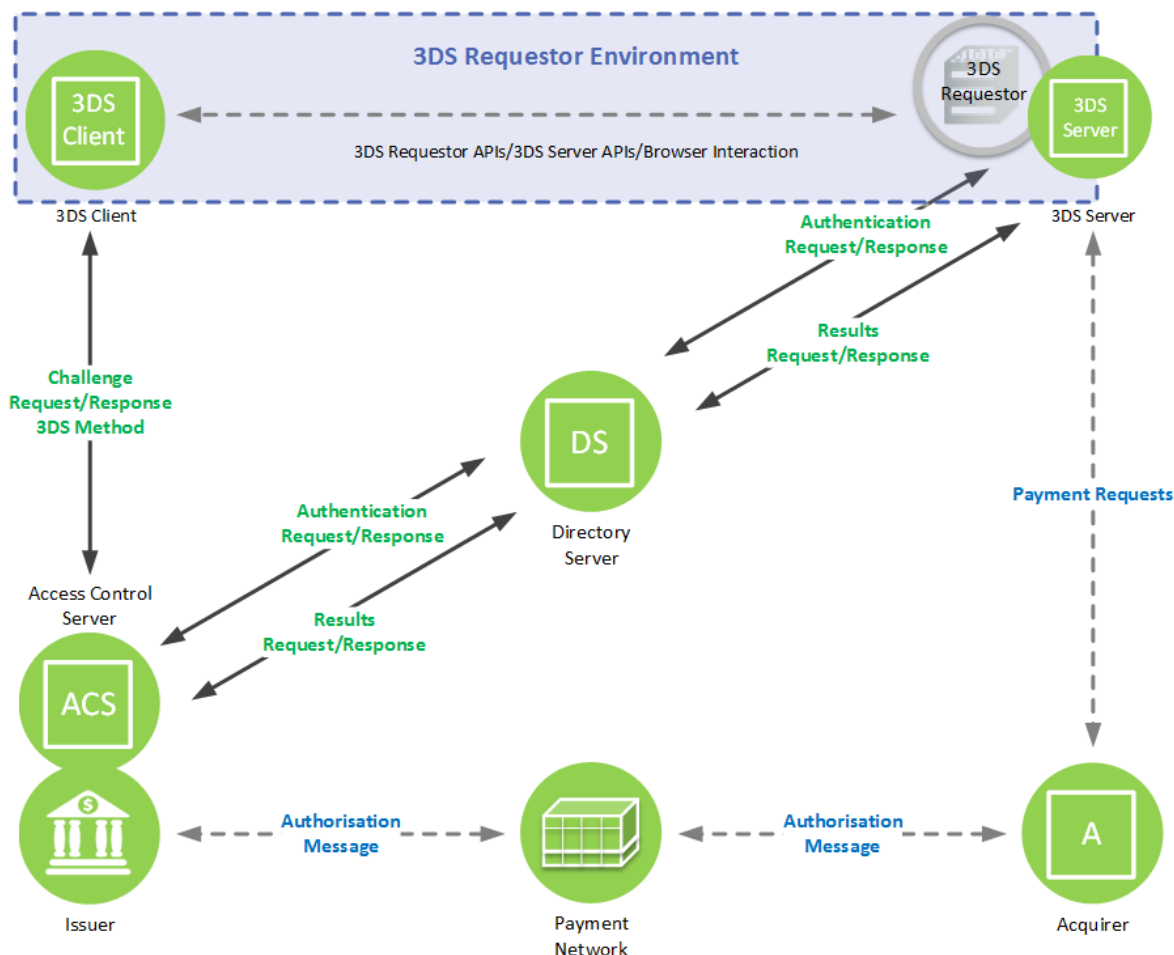 3DS Requestor Environment
3DS
Client
3DS
Requestor
3DS
Server
3DS Requestor APIs/3DS Server APIs/Browser Interaction
3DS Client
3DS Server
Authentication
Request/Response
Results
Request/Response
Challenge
Request/Response
3DS Method
DS
Directory
Server
Payment Requests
Authentication
Request/Response
Access Control
Server
Results
Request/Response
ACS
$
Authorisation
Message
Authorisation
Message
A
Issuer
Payment
Network
Acquirer